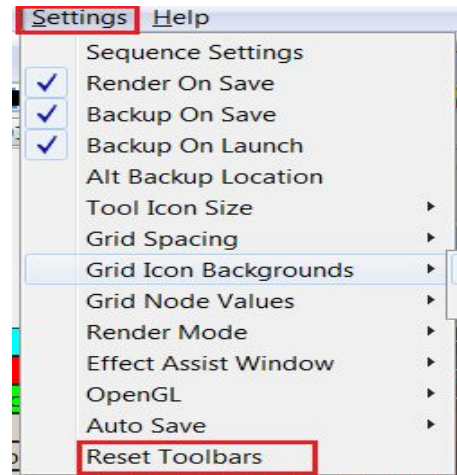 Settings Help
Sequence Settings
Render On Save
Backup On Save
Backup On Launch
Alt Backup Location
Tool Icon Size
Grid Spacing
Grid Icon Backgrounds
Grid Node Values
Render Mode
Effect Assist Window
OpenGL
Auto Save
Reset Toolbars